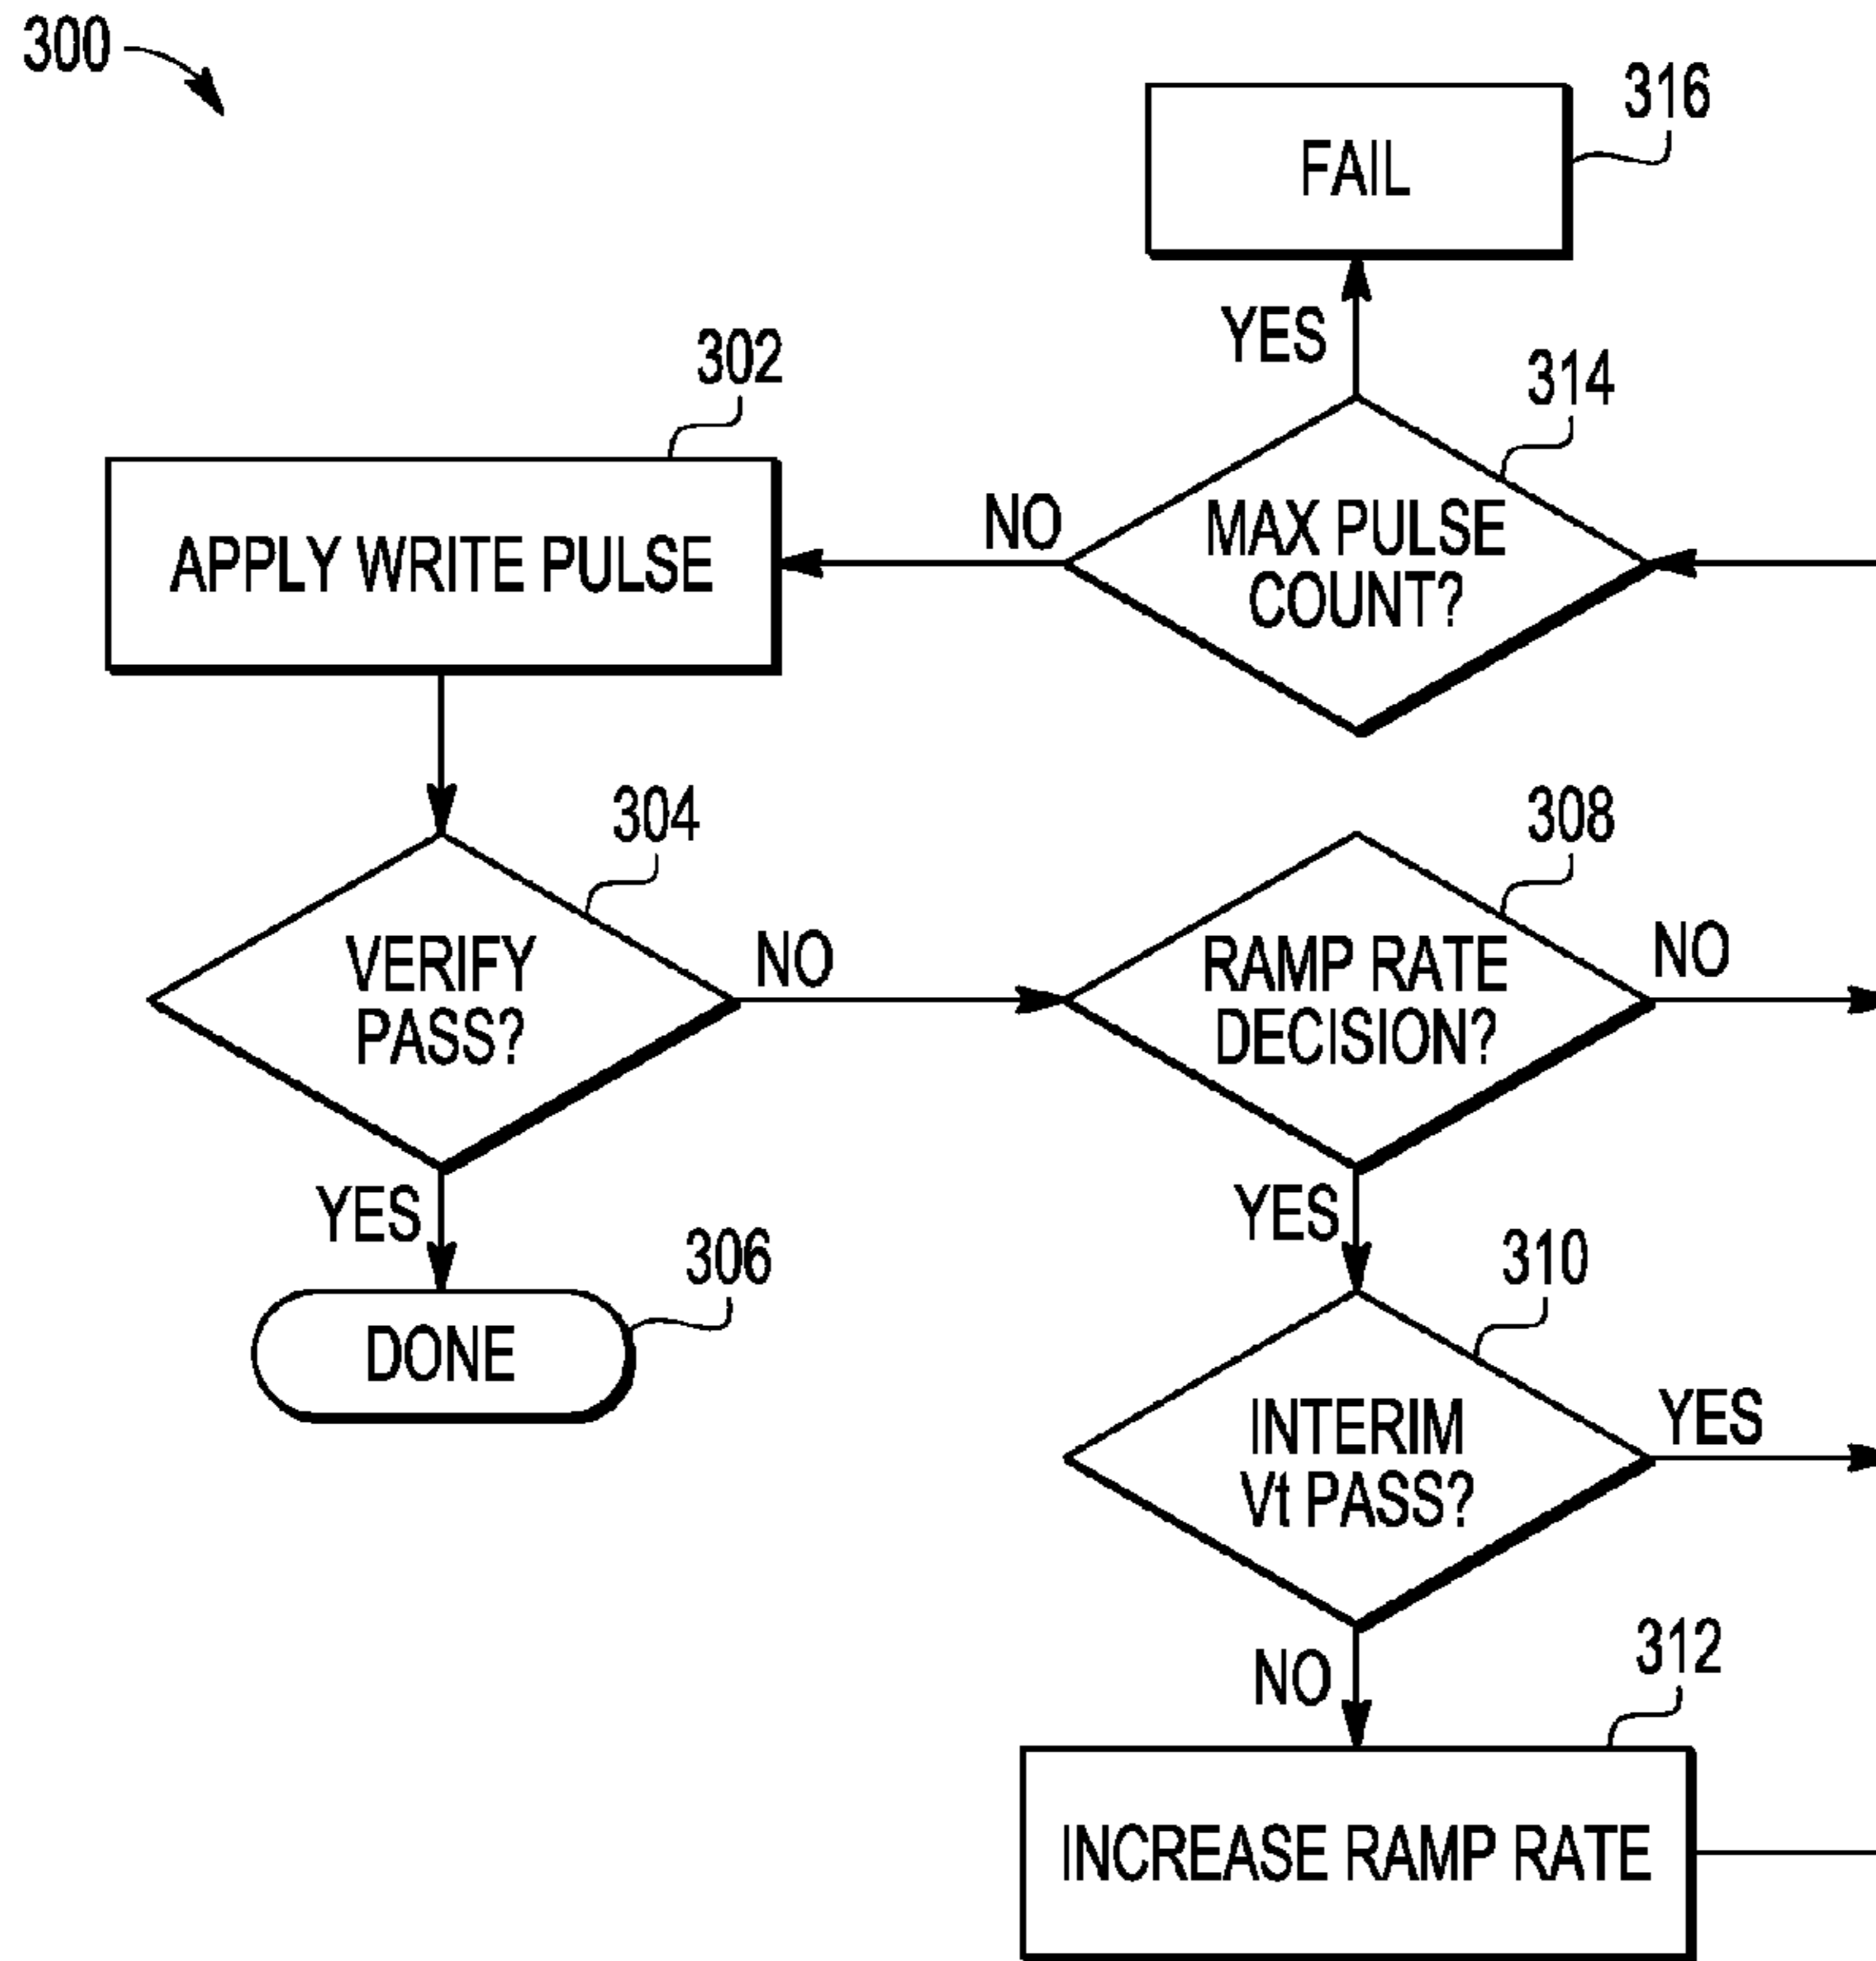 300
316
FAIL
YES
302
314
APPLY WRITE PULSE
NO
MAX PULSE
COUNT?
304
308
VERIFY
PASS?
NO
RAMP RATE
DECISION?
NO
YES
YES
306
310
DONE
INTERIM
Vt PASS?
YES
NO
312
INCREASE RAMP RATE